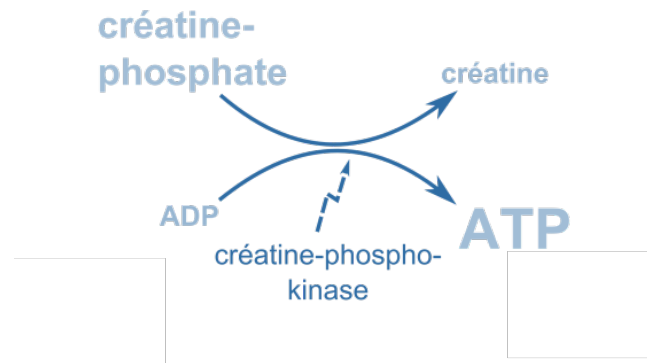 créatine-
phosphate
créatine
ADP
ATP
créatine-phospho-
kinase